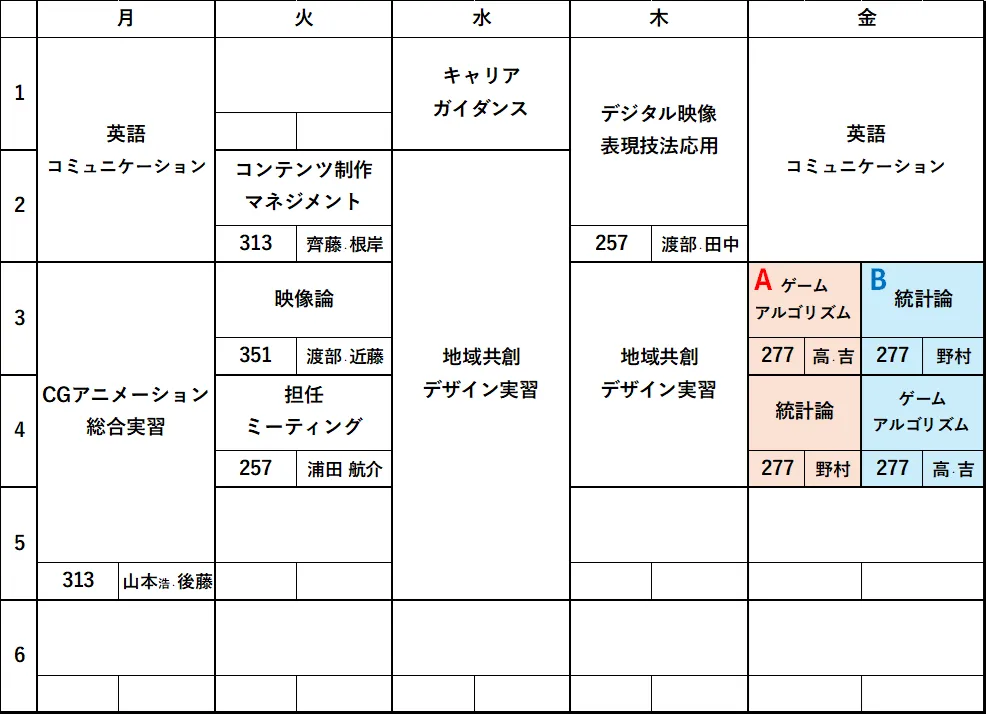 月 火 水 木 金
1
英語
コミュニケーション
キャリア
ガイダンス
デジタル映像
表現技法応用
英語
コミュニケーション
2
コンテンツ制作
マネジメント
313 齊藤.根岸
地域共創
デザイン実習
257 渡部.田中
3
CGアニメーション
総合実習
映像論
351 渡部.近藤
地域共創
デザイン実習
A ゲーム
アルゴリズム
277 高.吉
B 統計論
277 野村
4
担任
ミーティング
257 浦田 航介
統計論
277 野村
ゲーム
アルゴリズム
277 高.吉
5
313 山本浩.後藤
6